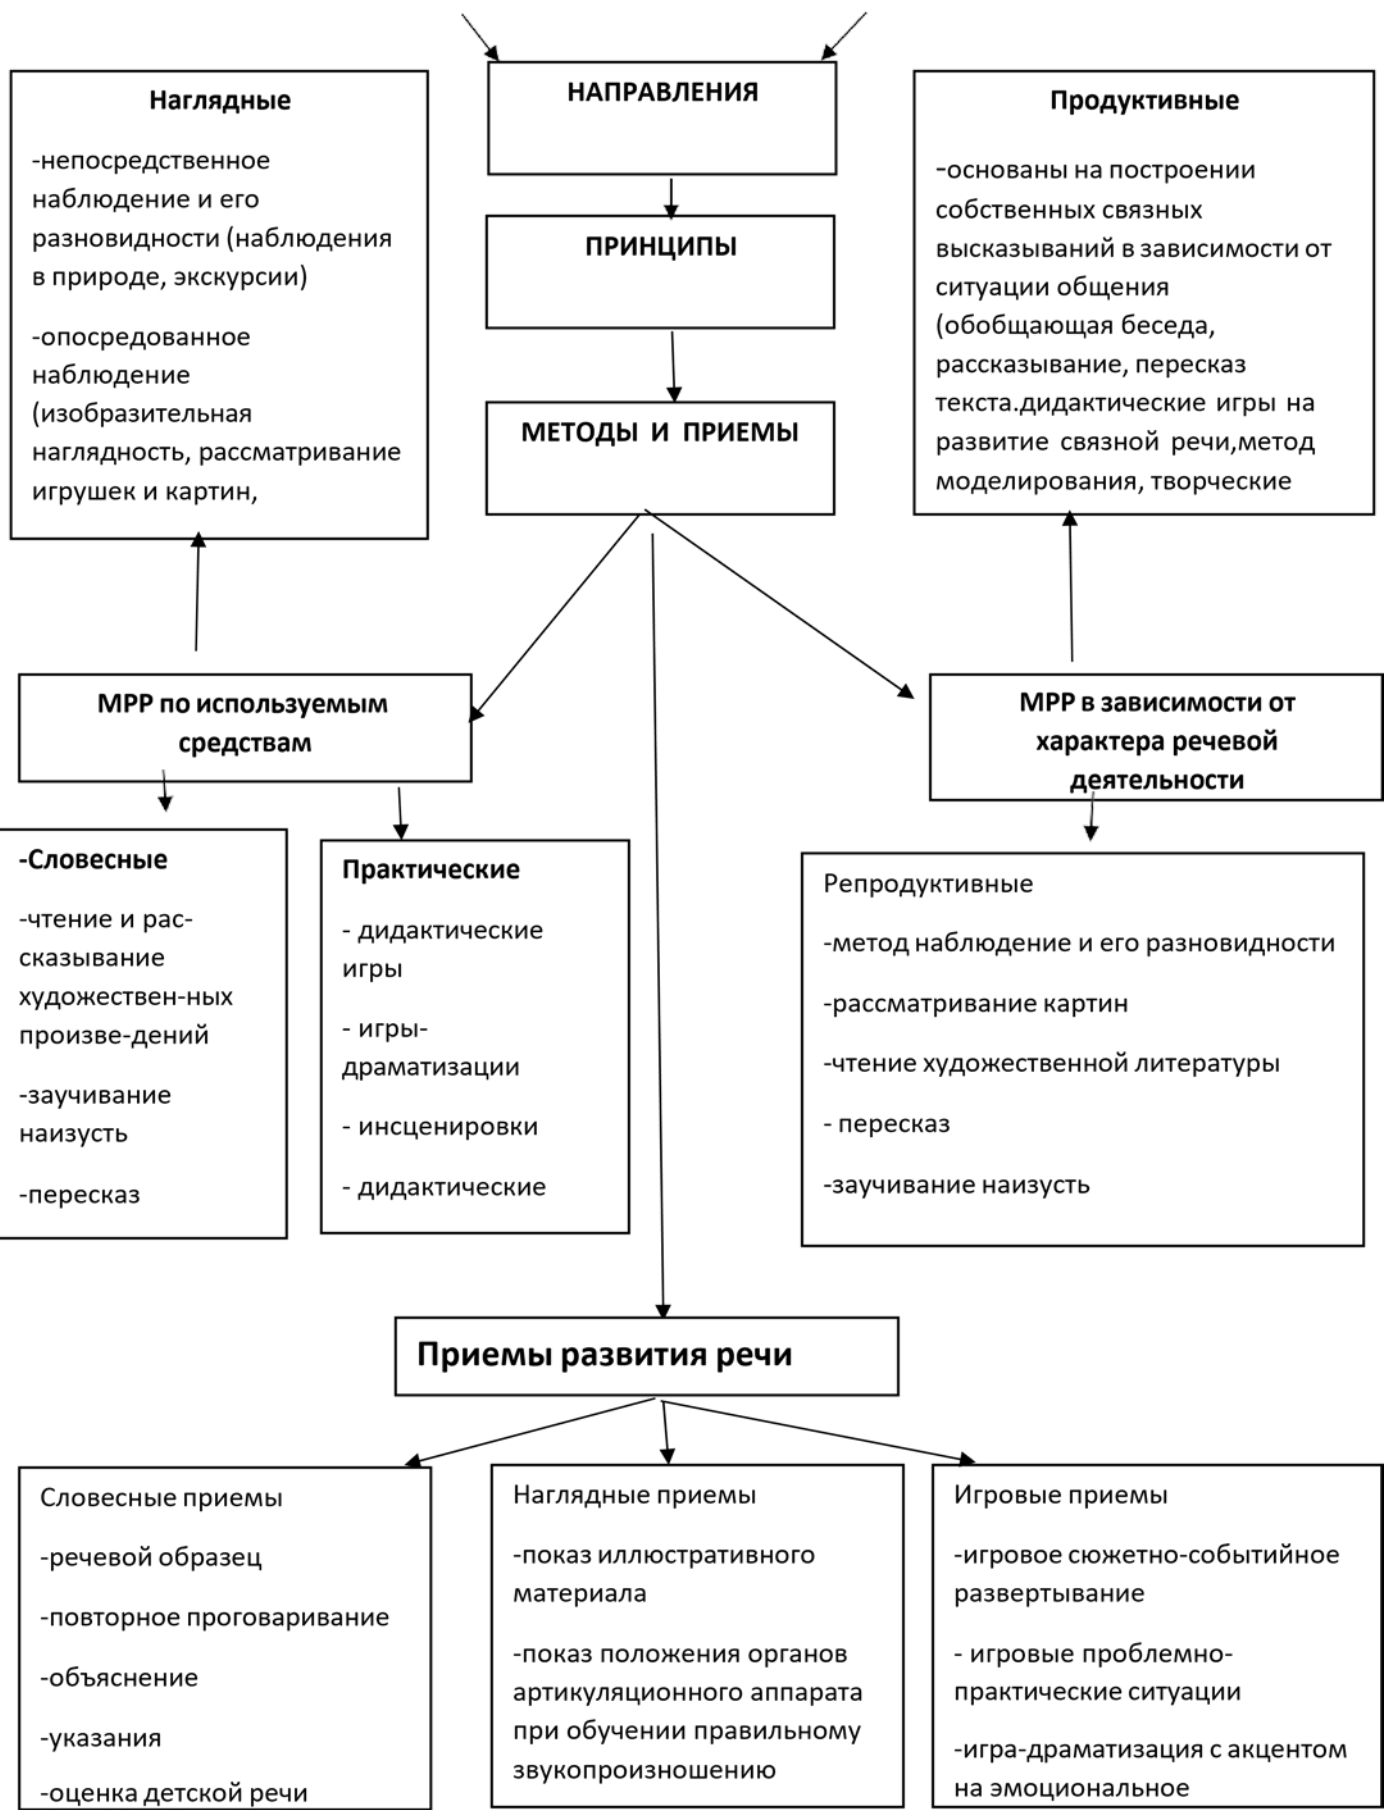 Наглядные
-непосредственное
наблюдение и его
разновидности (наблюдения
в природе, экскурсии)
-опосредованное
наблюдение
(изобразительная
наглядность, рассматривание
игрушек и картин,
НАПРАВЛЕНИЯ
ПРИНЦИПЫ
МЕТОДЫ И ПРИЕМЫ
Продуктивные
-основаны на построении
собственных связных
высказываний в зависимости от
ситуации общения
(обобщающая беседа,
рассказывание, пересказ
текста.дидактические игры на
развитие связной речи,метод
моделирования, творческие
МРР по используемым
средствам
МРР в зависимости от
характера речевой
деятельности
-Словесные
-чтение и рас-
сказывание
художествен-ных
произве-дений
-заучивание
наизусть
-пересказ
Практические
- дидактические
игры
- игры-
драматизации
- инсценировки
- дидактические
Репродуктивные
-метод наблюдение и его разновидности
-рассматривание картин
-чтение художественной литературы
- пересказ
-заучивание наизусть
Приемы развития речи
Словесные приемы
-речевой образец
-повторное проговаривание
-объяснение
-указания
-оценка детской речи
Наглядные приемы
-показ иллюстративного
материала
-показ положения органов
артикуляционного аппарата
при обучении правильному
звукопроизношению
Игровые приемы
-игровое сюжетно-событийное
развертывание
- игровые проблемно-
практические ситуации
-игра-драматизация с акцентом
на эмоциональное